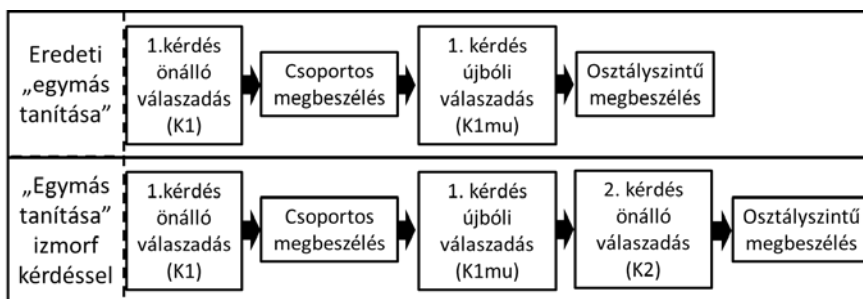 Eredeti
„egymás
tanítása”
1.kérdés
önálló
válaszadás
(K1)
Csoportos
megbeszélés
1. kérdés
újbóli
válaszadás
(K1mu)
Osztályszintű
megbeszélés
„Egymás
tanítása”
izmorf
kérdéssel
1.kérdés
önálló
válaszadás
(K1)
Csoportos
megbeszélés
1. kérdés
újbóli
válaszadás
(K1mu)
2. kérdés
önálló
válaszadás
(K2)
Osztályszintű
megbeszélés